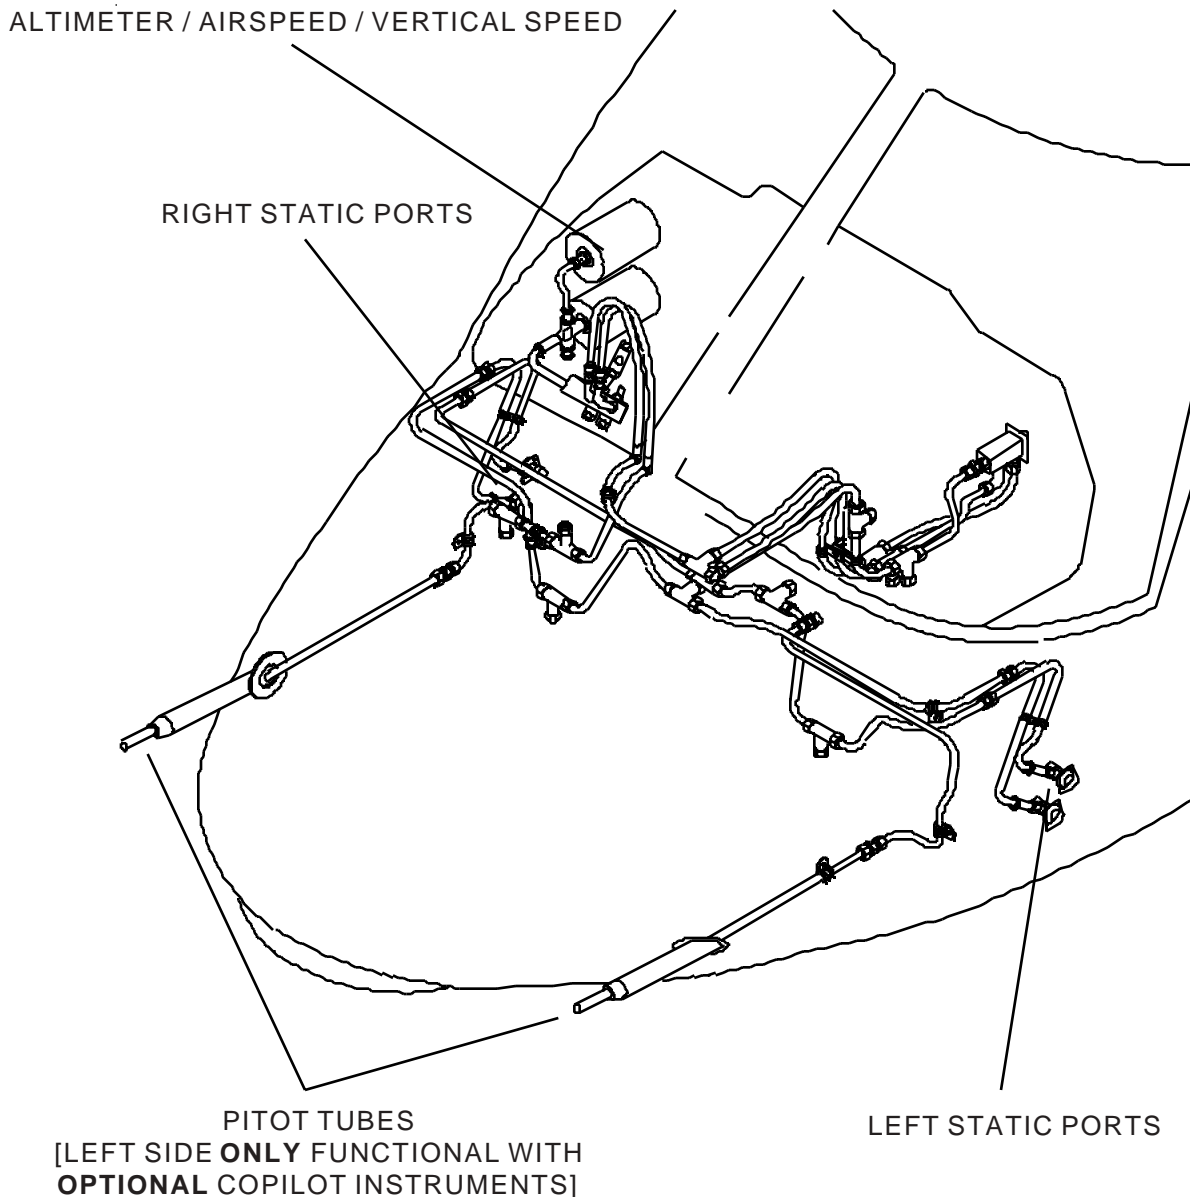 ALTIMETER / AIRSPEED / VERTICAL SPEED
RIGHT STATIC PORTS
PITOT TUBES
[LEFT SIDE ONLY FUNCTIONAL WITH
OPTIONAL COPILOT INSTRUMENTS]
LEFT STATIC PORTS